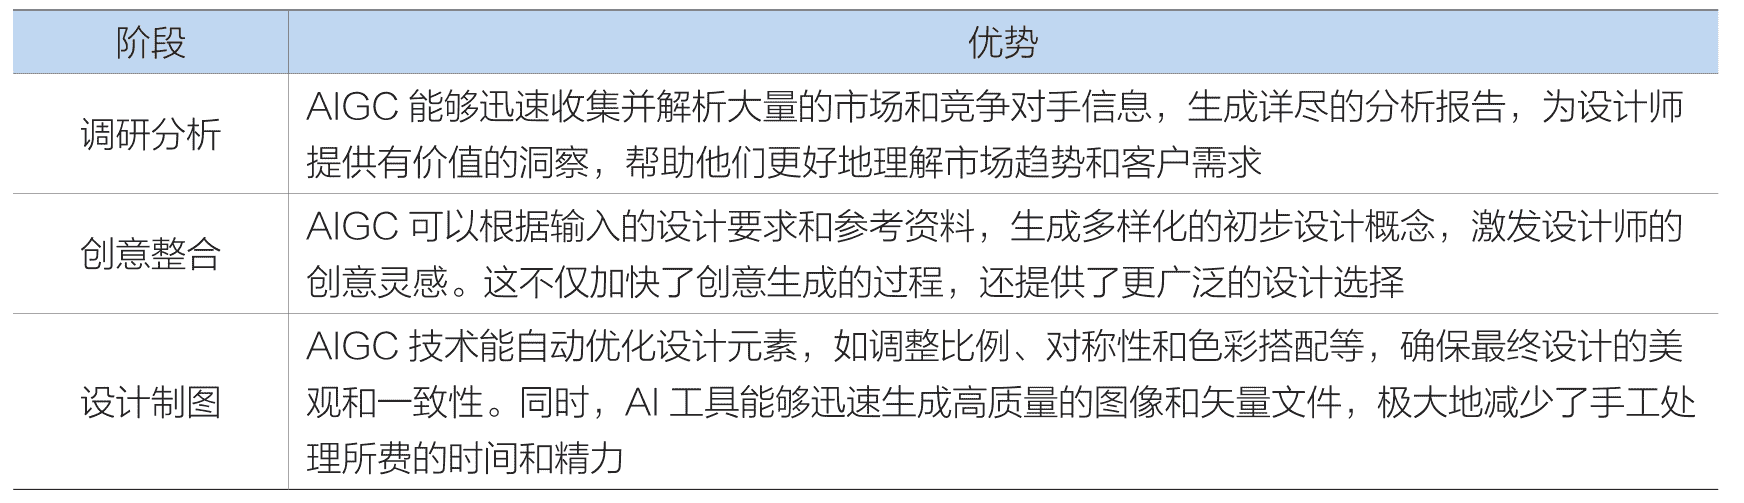 阶段 优势
调研分析
AIGC 能够迅速收集并解析大量的市场和竞争对手信息，生成详尽的分析报告，为设计师
提供有价值的洞察，帮助他们更好地理解市场趋势和客户需求
创意整合
AIGC 可以根据输入的设计要求和参考资料，生成多样化的初步设计概念，激发设计师的
创意灵感。这不仅加快了创意生成的过程，还提供了更广泛的设计选择
设计制图
AIGC 技术能自动优化设计元素，如调整比例、对称性和色彩搭配等，确保最终设计的美
观和一致性。同时，AI 工具能够迅速生成高质量的图像和矢量文件，极大地减少了手工处
理所费的时间和精力